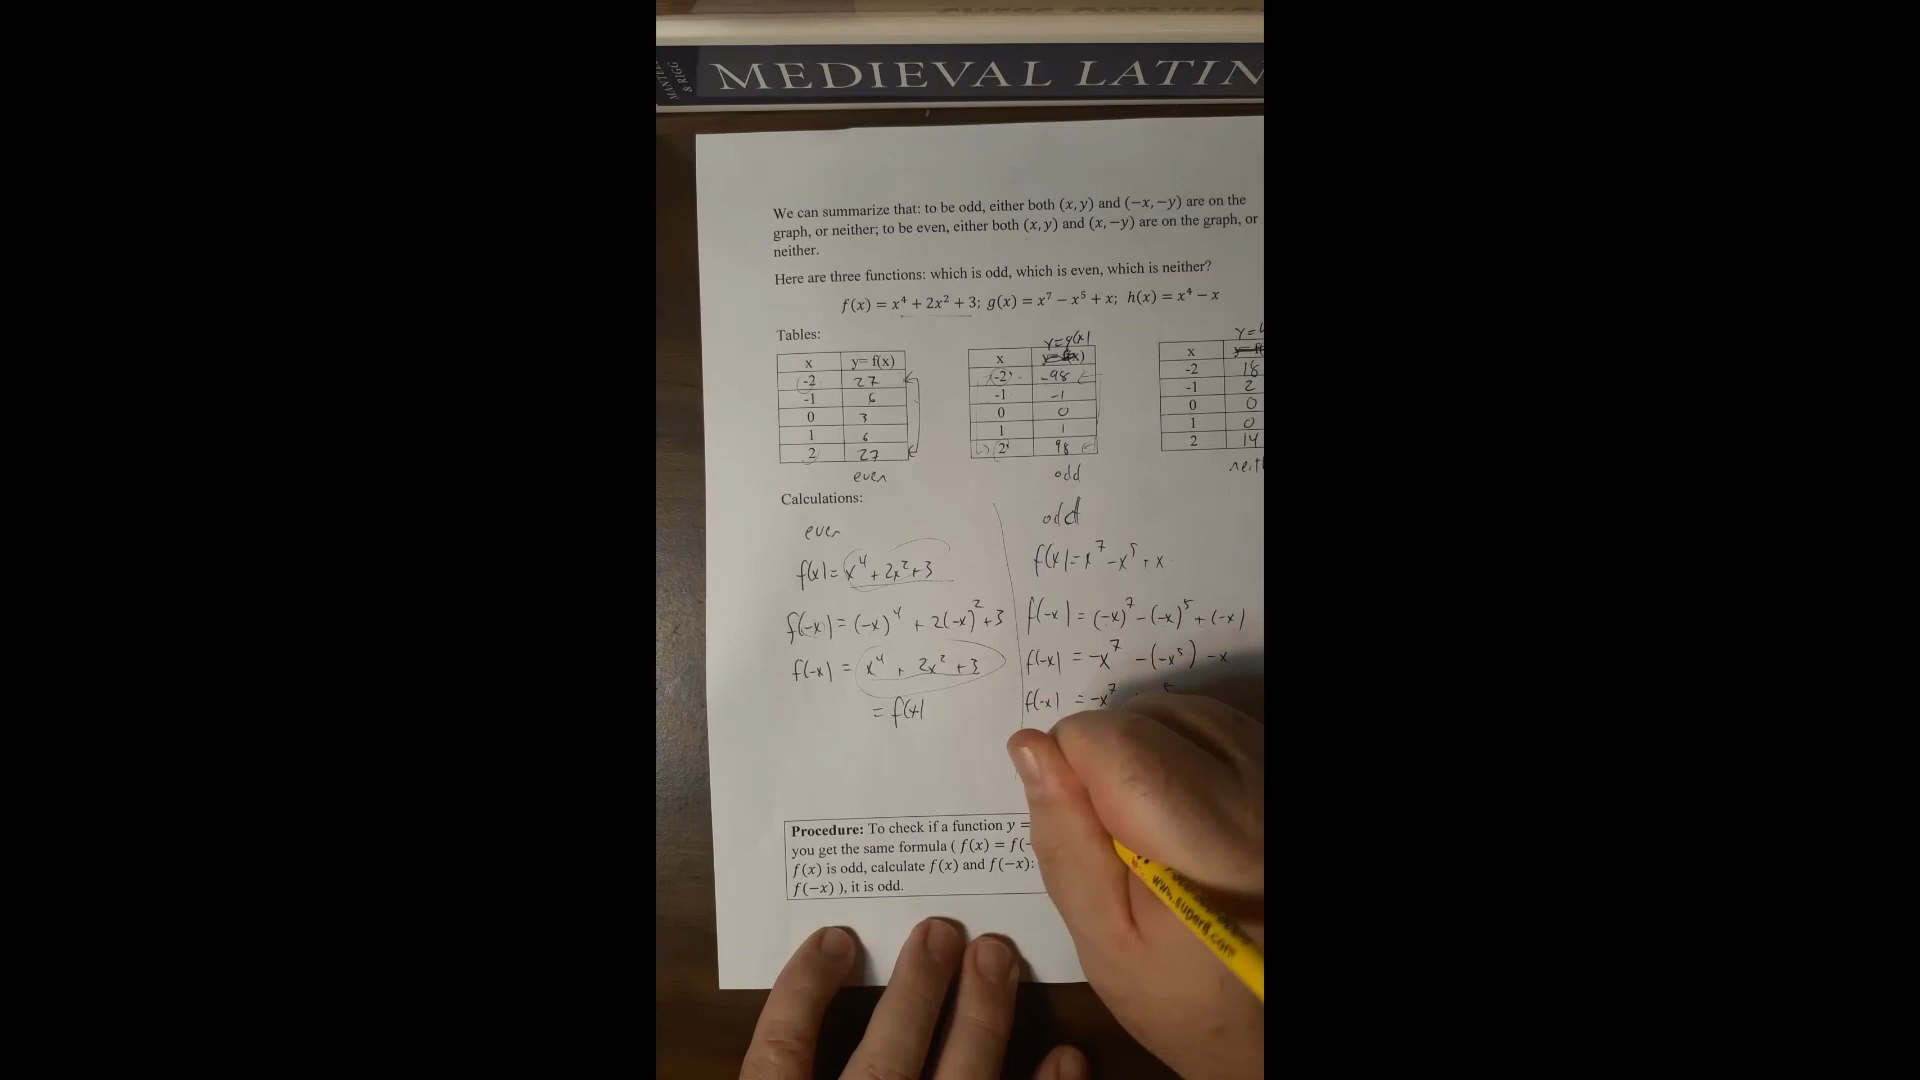 MEDIEVAL LATIN
MANTELLO
& RIGG
We can summarize that: to be odd, either both (x, y) and (−x, −y) are on the
graph, or neither; to be even, either both (x, y) and (x, −y) are on the graph, or
neither.
Here are three functions: which is odd, which is even, which is neither?
f(x) = x⁴ + 2x² + 3; g(x) = x⁷ − x⁵ + x; h(x) = x⁴ − x
Tables:
x y= f(x)
-2 27
-1 6
0 3
1 6
2 27
even
y=g(x)
x
-2 -98
-1 -1
0 0
1 1
2 98
odd
x
-2 18
-1 2
0 0
1 0
2 14
Calculations:
even
f(x) = x⁴ + 2x² + 3
f(-x) = (-x)⁴ + 2(-x)² + 3
f(-x) = x⁴ + 2x² + 3
= f(x)
odd
f(x) = x⁷ - x⁵ + x
f(-x) = (-x)⁷ - (-x)⁵ + (-x)
f(-x) = -x⁷ - (-x⁵) - x
f(-x) = -x⁷
Procedure: To check if a function y =
you get the same formula ( f(x) = f(−
f(x) is odd, calculate f(x) and f(−x):
f(−x) ), it is odd.
www.super8.com